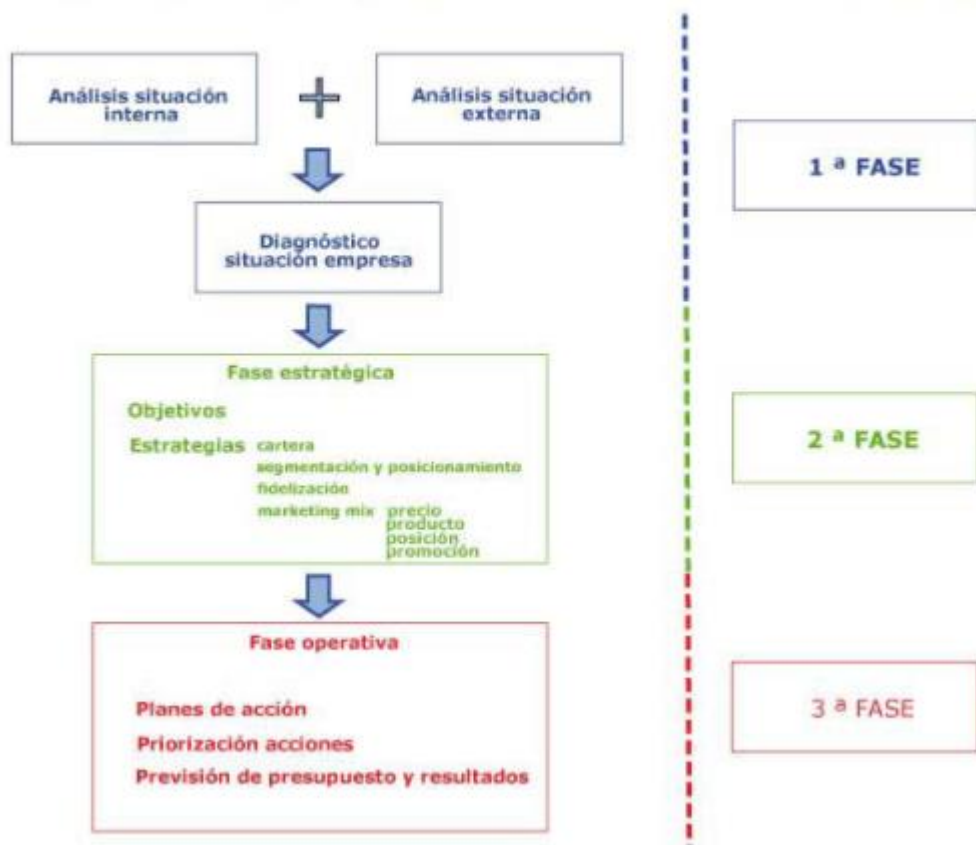 Análisis situación
interna
Análisis situación
externa
1 ª FASE
Diagnóstico
situación empresa
Fase estratégica
Objetivos
Estrategias cartera
segmentación y posicionamiento
fidelización
marketing mix precio
producto
posición
promoción
2 ª FASE
Fase operativa
Planes de acción
Priorización acciones
Previsión de presupuesto y resultados
3 ª FASE